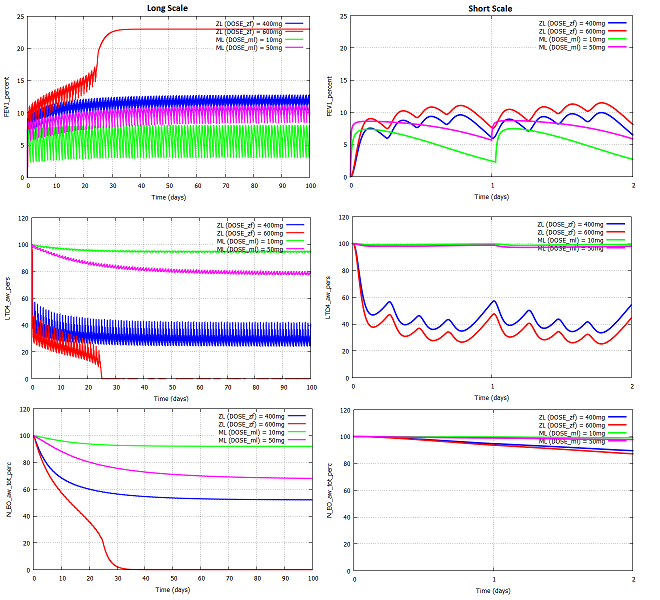 Long Scale
Short Scale
ZL (DOSE_zf) = 400mg
ZL (DOSE_zf) = 600mg
ML (DOSE_ml) = 10mg
ML (DOSE_ml) = 50mg
25
20
15
10
5
0
FEV1_percent
0 10 20 30 40 50 60 70 80 90 100
Time (days)
ZL (DOSE_zf) = 400mg
ZL (DOSE_zf) = 600mg
ML (DOSE_ml) = 10mg
ML (DOSE_ml) = 50mg
25
20
15
10
5
0
FEV1_percent
0 1 2
Time (days)
ZL (DOSE_zf) = 400mg
ZL (DOSE_zf) = 600mg
ML (DOSE_ml) = 10mg
ML (DOSE_ml) = 50mg
120
100
80
60
40
20
0
LTD4_aw_pers
0 10 20 30 40 50 60 70 80 90 100
Time (days)
ZL (DOSE_zf) = 400mg
ZL (DOSE_zf) = 600mg
ML (DOSE_ml) = 10mg
ML (DOSE_ml) = 50mg
120
100
80
60
40
20
0
LTD4_aw_pers
0 1 2
Time (days)
ZL (DOSE_zf) = 400mg
ZL (DOSE_zf) = 600mg
ML (DOSE_ml) = 10mg
ML (DOSE_ml) = 50mg
120
100
80
60
40
20
0
N_EO_aw_tot_perc
0 10 20 30 40 50 60 70 80 90 100
Time (days)
ZL (DOSE_zf) = 400mg
ZL (DOSE_zf) = 600mg
ML (DOSE_ml) = 10mg
ML (DOSE_ml) = 50mg
120
100
80
60
40
20
0
N_EO_aw_tot_perc
0 1 2
Time (days)